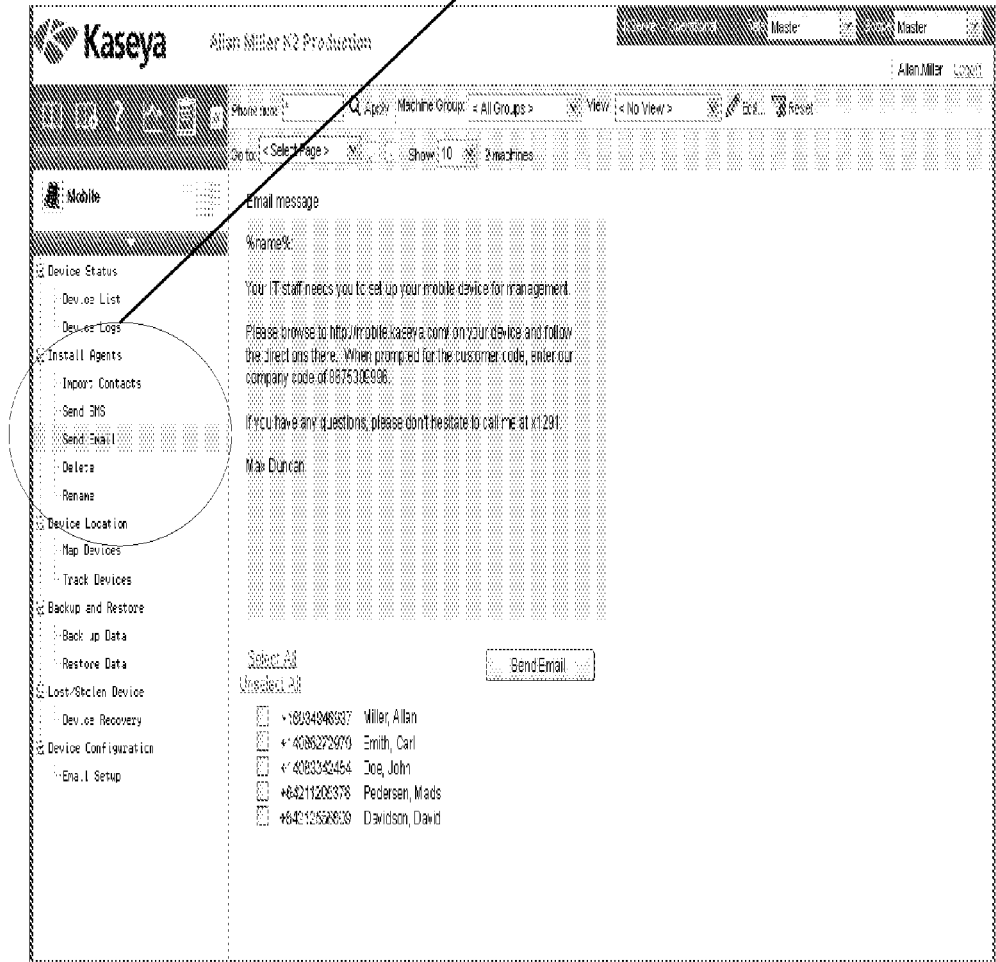 Kaseya
Allan Miller K2 Production
Master
Master
Allan.Miller Logoff
Apply Machine Group: < All Groups > View < No View > Edit... Reset
Go to: < Select Page > Show 10 2 machines
Mobile
Email message
%name%:
Your IT staff needs you to set up your mobile device for management.
Please browse to http://mobile.kaseya.com/ on your device and follow
the directions there. When prompted for the customer code, enter our
company code of 8675309996.
If you have any questions, please don't hesitate to call me at x1291.
Max Duncan
Device Status
Device List
Device Logs
Install Agents
Import Contacts
Send SMS
Send Email
Delete
Rename
Device Location
Map Devices
Track Devices
Backup and Restore
Back up Data
Restore Data
Lost/Stolen Device
Device Recovery
Device Configuration
Email Setup
Select All
Unselect All
Send Email
Miller, Allan
Carl
Doe, John
Pedersen, Mads
Davidson, David